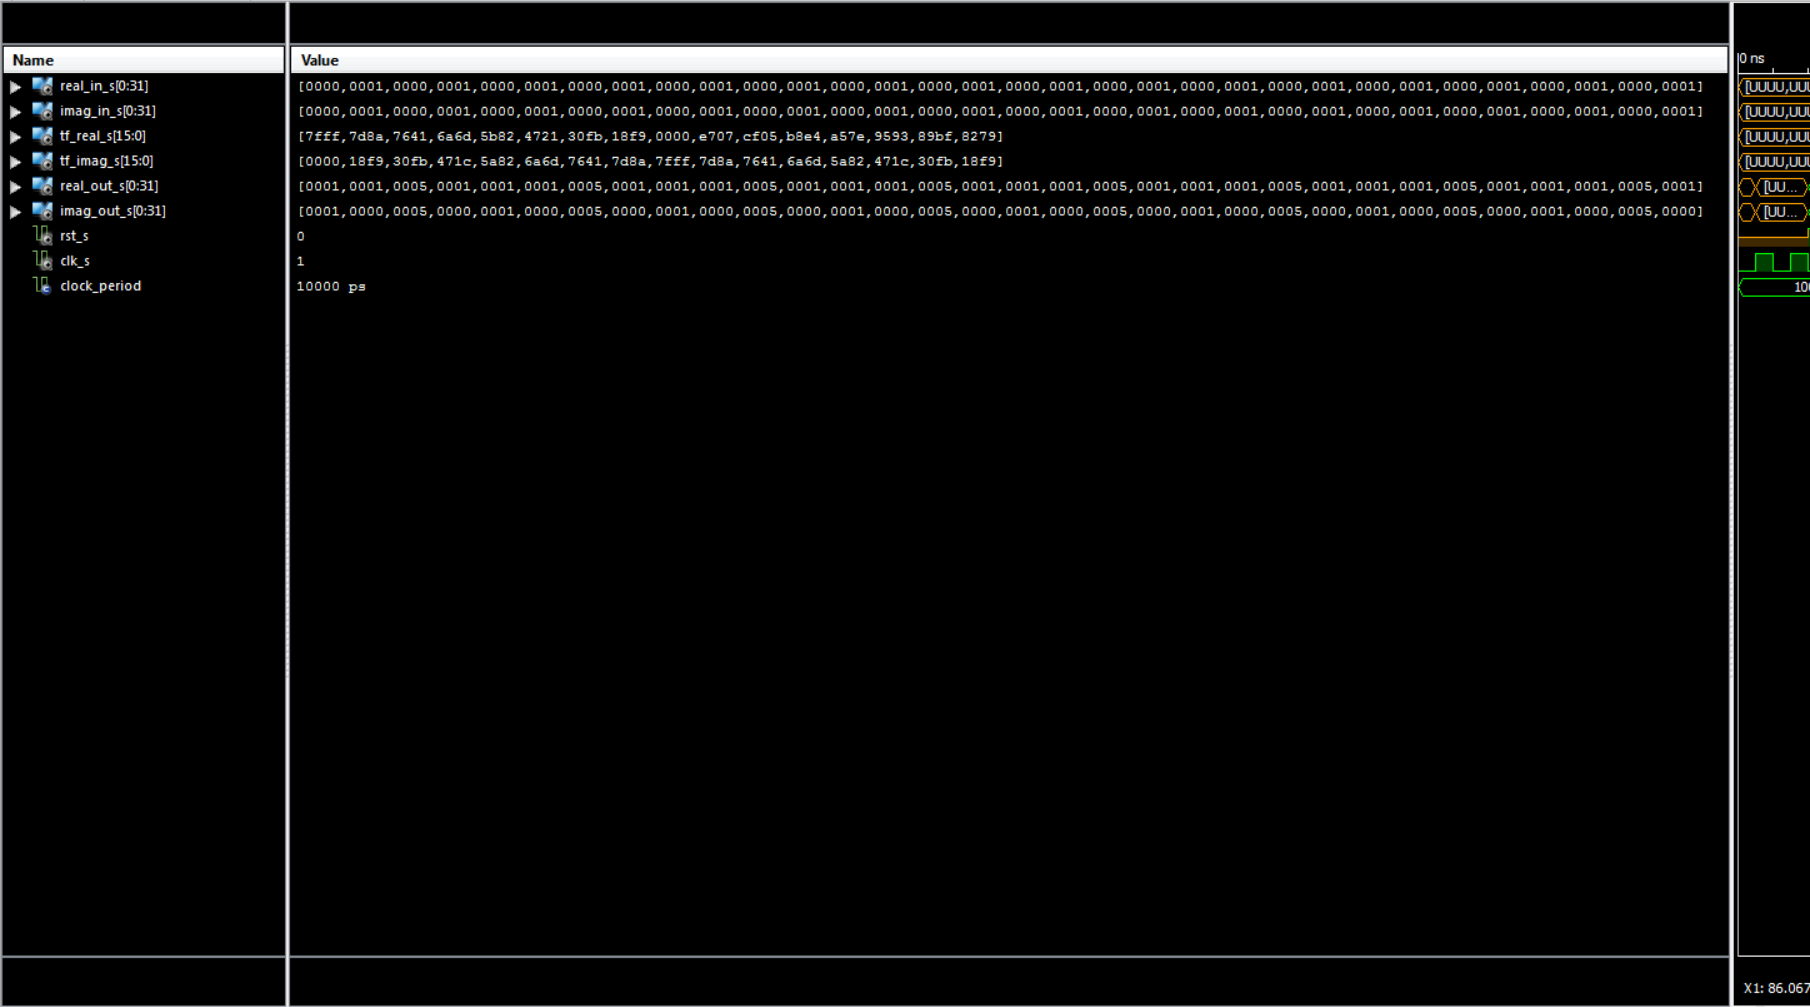 Name Value 0 ns
real_in_s[0:31] [0000,0001,0000,0001,0000,0001,0000,0001,0000,0001,0000,0001,0000,0001,0000,0001,0000,0001,0000,0001,0000,0001,0000,0001,0000,0001,0000,0001,0000,0001,0000,0001] [UUUU,UUU
imag_in_s[0:31] [0000,0001,0000,0001,0000,0001,0000,0001,0000,0001,0000,0001,0000,0001,0000,0001,0000,0001,0000,0001,0000,0001,0000,0001,0000,0001,0000,0001,0000,0001,0000,0001] [UUUU,UUU
tf_real_s[15:0] [7fff,7d8a,7641,6a6d,5b82,4721,30fb,18f9,0000,e707,cf05,b8e4,a57e,9593,89bf,8279] [UUUU,UUU
tf_imag_s[15:0] [0000,18f9,30fb,471c,5a82,6a6d,7641,7d8a,7fff,7d8a,7641,6a6d,5a82,471c,30fb,18f9] [UUUU,UUU
real_out_s[0:31] [0001,0001,0005,0001,0001,0001,0005,0001,0001,0001,0005,0001,0001,0001,0005,0001,0001,0001,0005,0001,0001,0001,0005,0001,0001,0001,0005,0001,0001,0001,0005,0001] [UU...
imag_out_s[0:31] [0001,0000,0005,0000,0001,0000,0005,0000,0001,0000,0005,0000,0001,0000,0005,0000,0001,0000,0005,0000,0001,0000,0005,0000,0001,0000,0005,0000,0001,0000,0005,0000] [UU...
rst_s 0
clk_s 1
clock_period 10000 ps
X1: 86.067